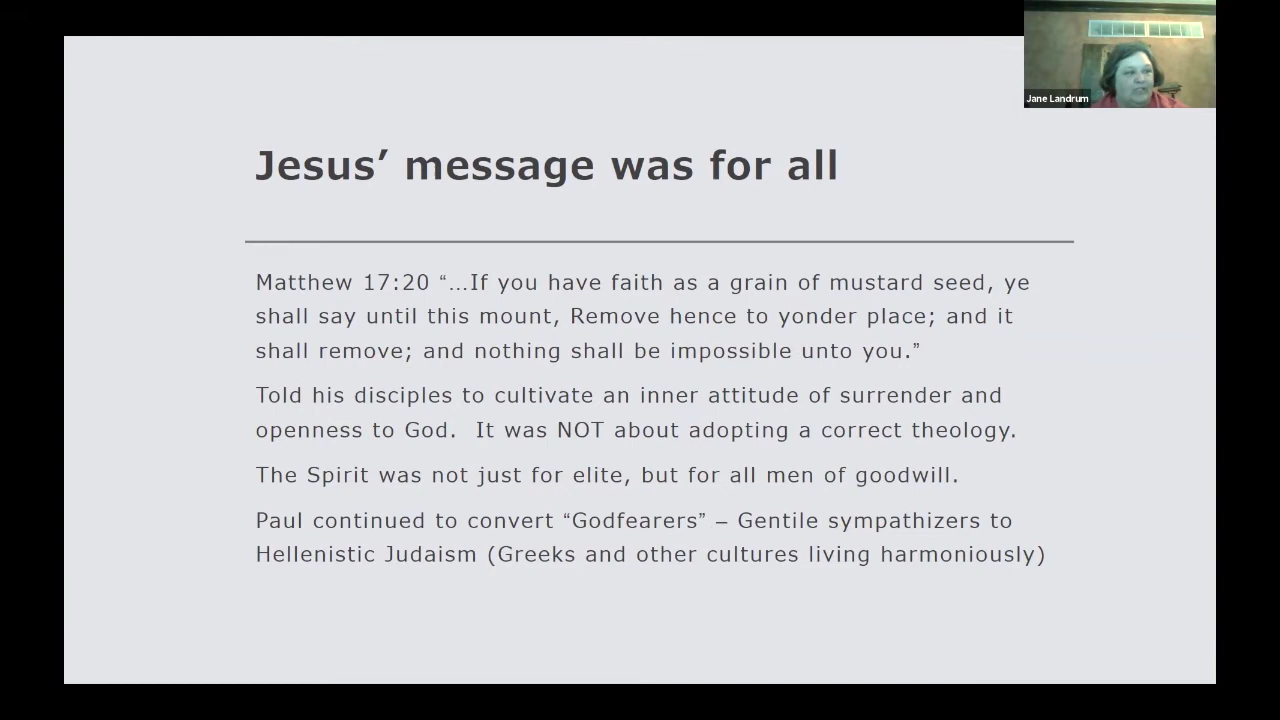 Jane Landrum
Jesus’ message was for all
Matthew 17:20 “…If you have faith as a grain of mustard seed, ye
shall say until this mount, Remove hence to yonder place; and it
shall remove; and nothing shall be impossible unto you.”
Told his disciples to cultivate an inner attitude of surrender and
openness to God.  It was NOT about adopting a correct theology.
The Spirit was not just for elite, but for all men of goodwill.
Paul continued to convert “Godfearers” – Gentile sympathizers to
Hellenistic Judaism (Greeks and other cultures living harmoniously)